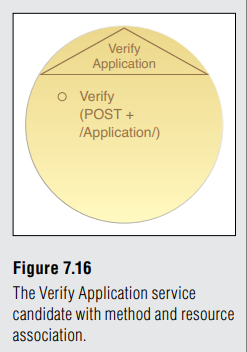 Verify
Application
Verify
(POST +
/Application/)
Figure 7.16
The Verify Application service
candidate with method and resource
association.